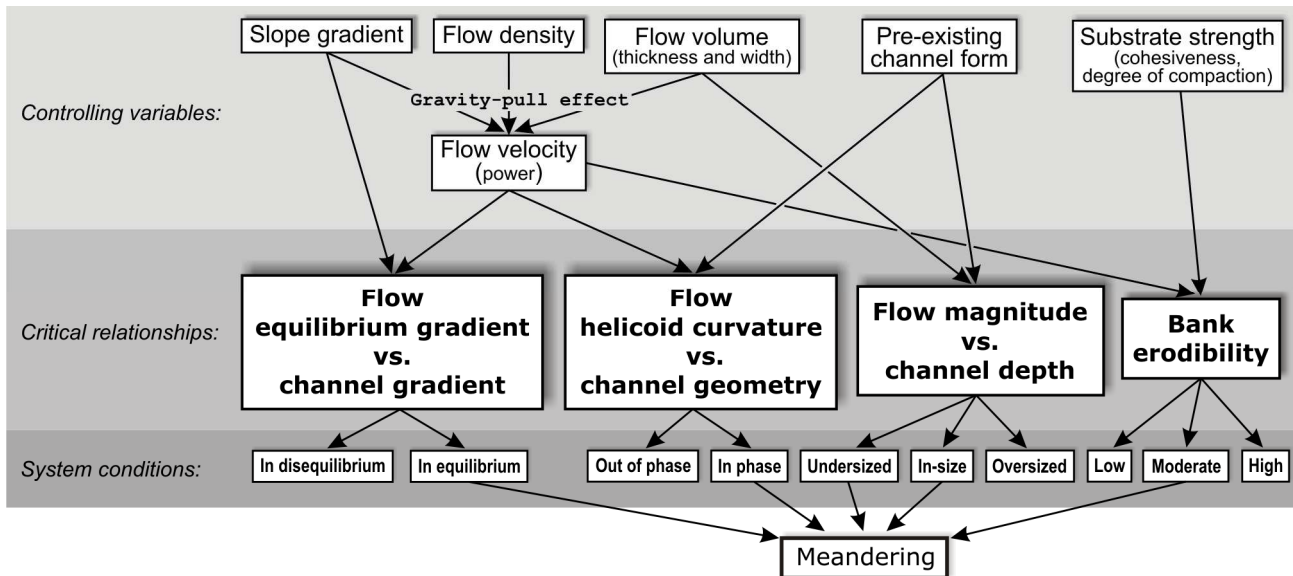 Slope gradient
Flow density
Flow volume
(thickness and width)
Pre-existing
channel form
Substrate strength
(cohesiveness,
degree of compaction)
Gravity-pull effect
Controlling variables:
Flow velocity
(power)
Critical relationships:
Flow
equilibrium gradient
vs.
channel gradient
Flow
helicoid curvature
vs.
channel geometry
Flow magnitude
vs.
channel depth
Bank
erodibility
System conditions:
In disequilibrium
In equilibrium
Out of phase
In phase
Undersized
In-size
Oversized
Low
Moderate
High
Meandering